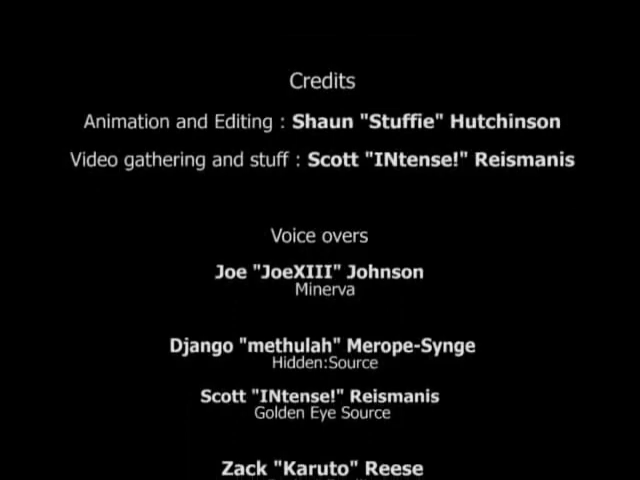 Credits
Animation and Editing : Shaun "Stuffie" Hutchinson
Video gathering and stuff : Scott "INtense!" Reismanis
Voice overs
Joe "JoeXIII" Johnson
Minerva
Django "methulah" Merope-Synge
Hidden:Source
Scott "INtense!" Reismanis
Golden Eye Source
Zack "Karuto" Reese